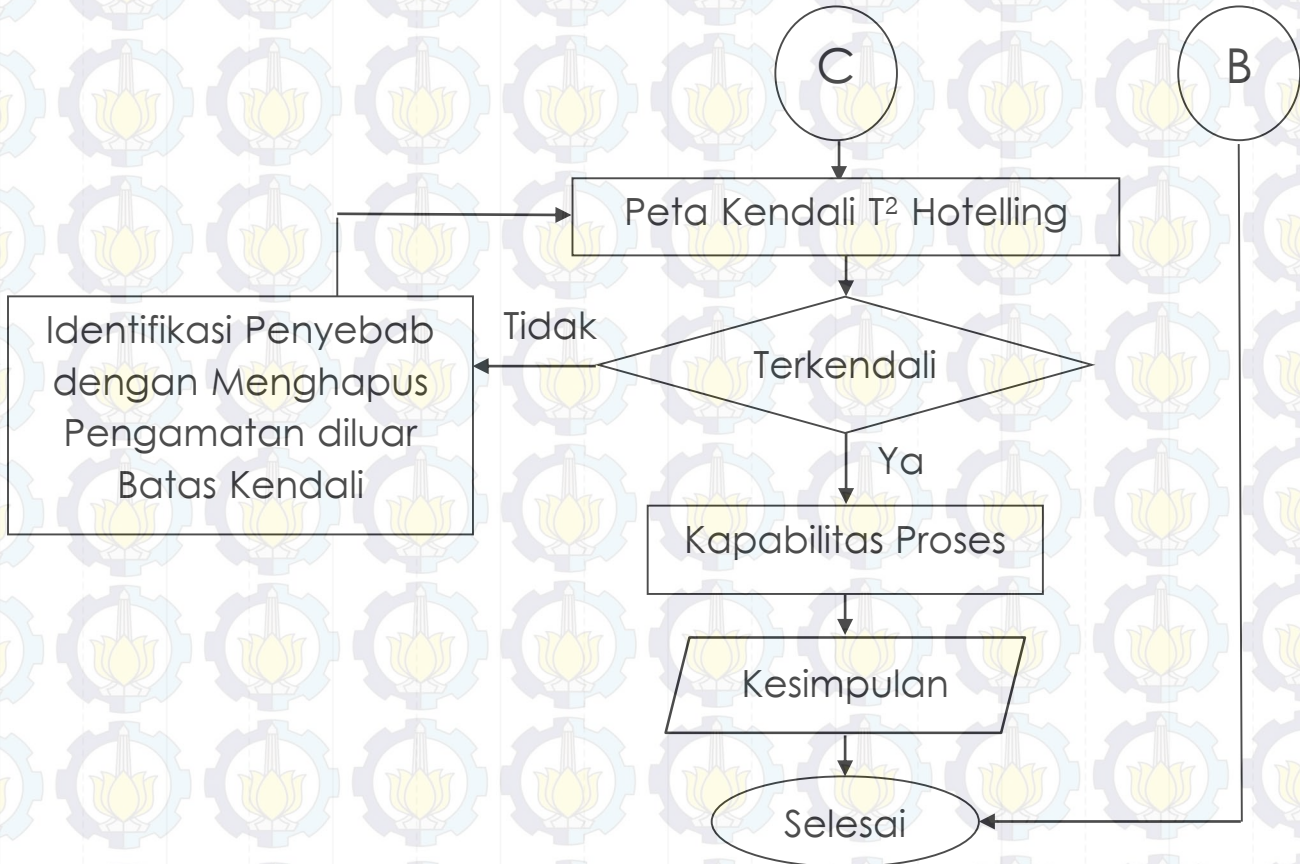 C
B
Peta Kendali T² Hotelling
Identifikasi Penyebab
dengan Menghapus
Pengamatan diluar
Batas Kendali
Tidak
Terkendali
Ya
Kapabilitas Proses
Kesimpulan
Selesai